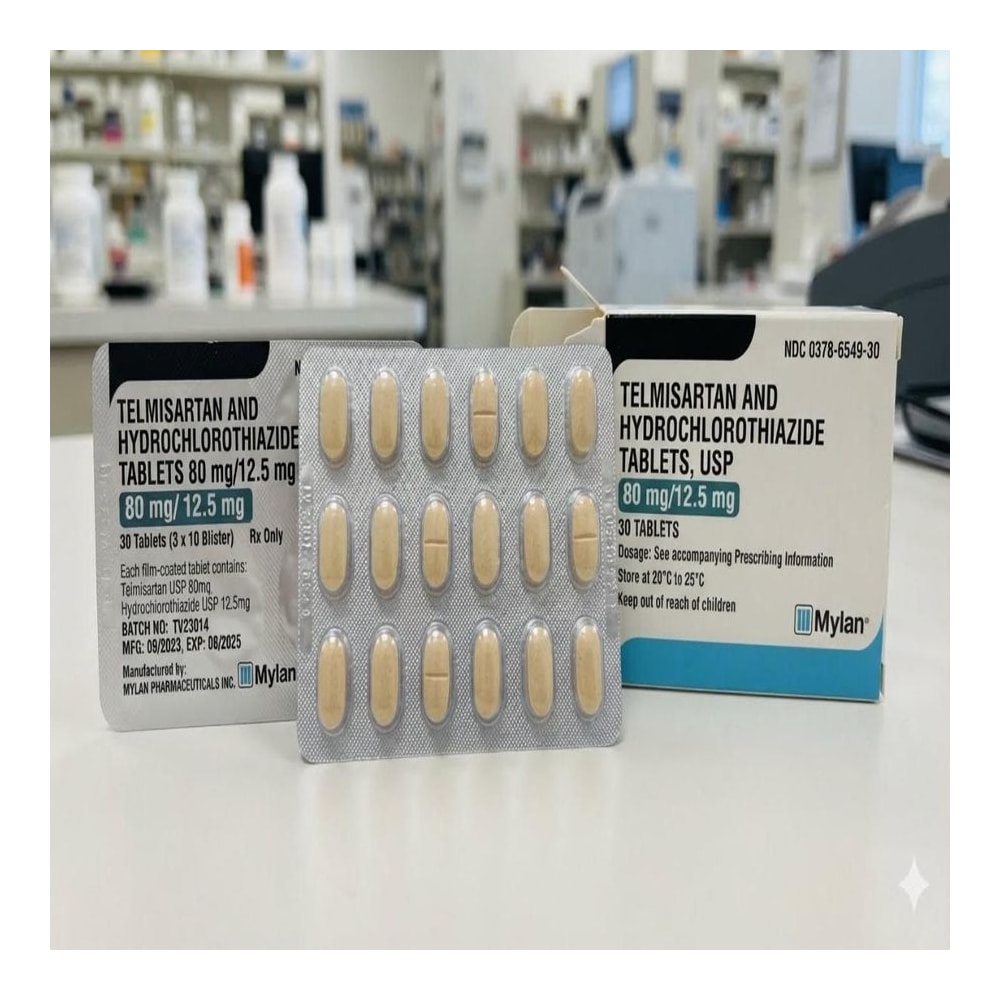 TELMISARTAN AND
HYDROCHLOROTHIAZIDE
TABLETS 80 mg/12.5 mg
80 mg/ 12.5 mg
30 Tablets (3 x 10 Blister) Rx Only
Each film-coated tablet contains:
Teimisartan USP 80mg,
Hydrochiorothiazide USP 12.5mg
BATCH NO: TV23014
MFG: 09/2023, EXP: 08/2025
Manufactured by:
MYLAN PHARMACEUTICALS INC.
Mylan
NDC 0378-6549-30
TELMISARTAN AND
HYDROCHLOROTHIAZIDE
TABLETS, USP
80 mg/12.5 mg
30 TABLETS
Dosage: See accompanying Prescribing Information
Store at 20°C to 25°C
Keep out of reach of children
Mylan®